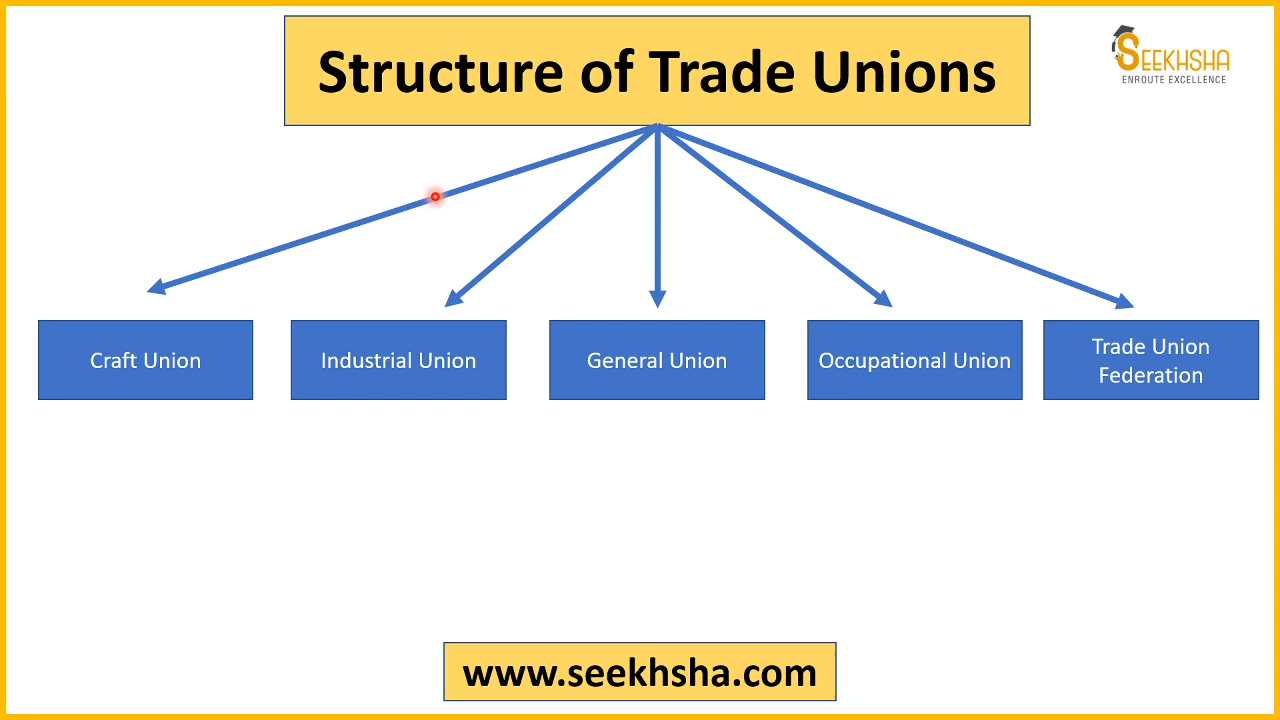 Structure of Trade Unions
SEEKHSHA
ENROUTE EXCELLENCE
Craft Union
Industrial Union
General Union
Occupational Union
Trade Union
Federation
www.seekhsha.com